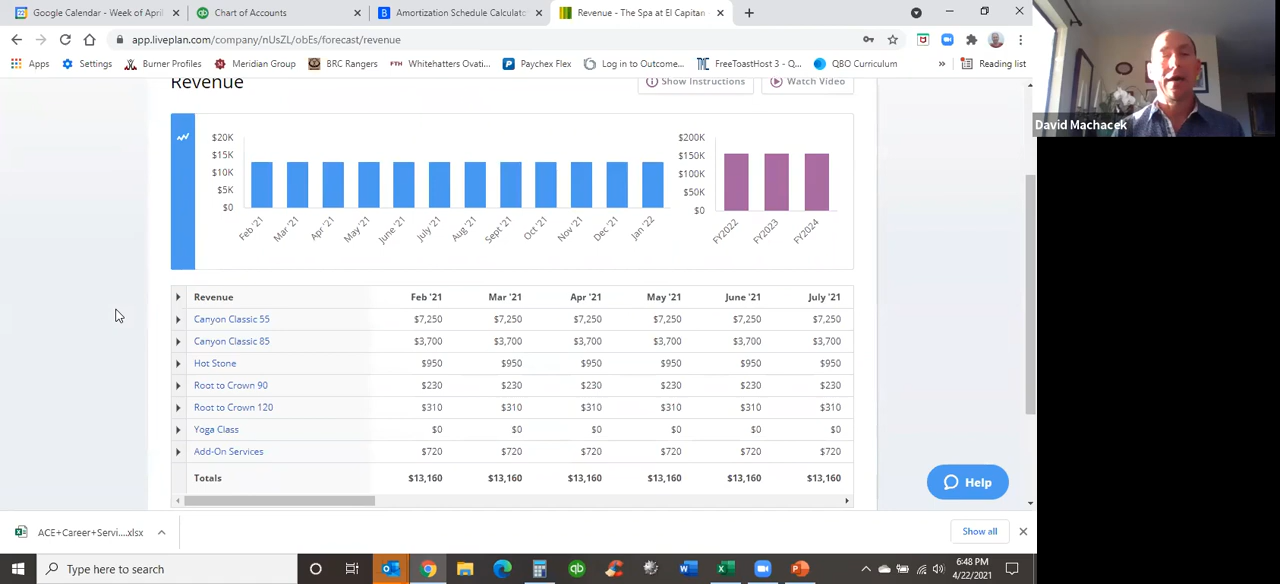 Google Calendar - Week of April
Chart of Accounts
Amortization Schedule Calculato
Revenue - The Spa at El Capitan
app.liveplan.com/company/nUsZL/obEs/forecast/revenue
Apps Settings Burner Profiles Meridian Group BRC Rangers FTH Whitehatters Ovati... Paychex Flex Log in to Outcome... FreeToastHost 3 - Q... QBO Curriculum » Reading list
David Machacek
Revenue
Show Instructions
Watch Video
$20K
$15K
$10K
$5K
$0
Feb '21 Mar '21 Apr '21 May '21 June '21 July '21 Aug '21 Sept '21 Oct '21 Nov '21 Dec '21 Jan '22
$200K
$150K
$100K
$50K
$0
FY2022 FY2023 FY2024
Revenue Feb '21 Mar '21 Apr '21 May '21 June '21 July '21
Canyon Classic 55 $7,250 $7,250 $7,250 $7,250 $7,250 $7,250
Canyon Classic 85 $3,700 $3,700 $3,700 $3,700 $3,700 $3,700
Hot Stone $950 $950 $950 $950 $950 $950
Root to Crown 90 $230 $230 $230 $230 $230 $230
Root to Crown 120 $310 $310 $310 $310 $310 $310
Yoga Class $0 $0 $0 $0 $0 $0
Add-On Services $720 $720 $720 $720 $720 $720
Totals $13,160 $13,160 $13,160 $13,160 $13,160 $13,160
Help
ACE+Career+Servi....xlsx
Show all
Type here to search
6:48 PM
4/22/2021